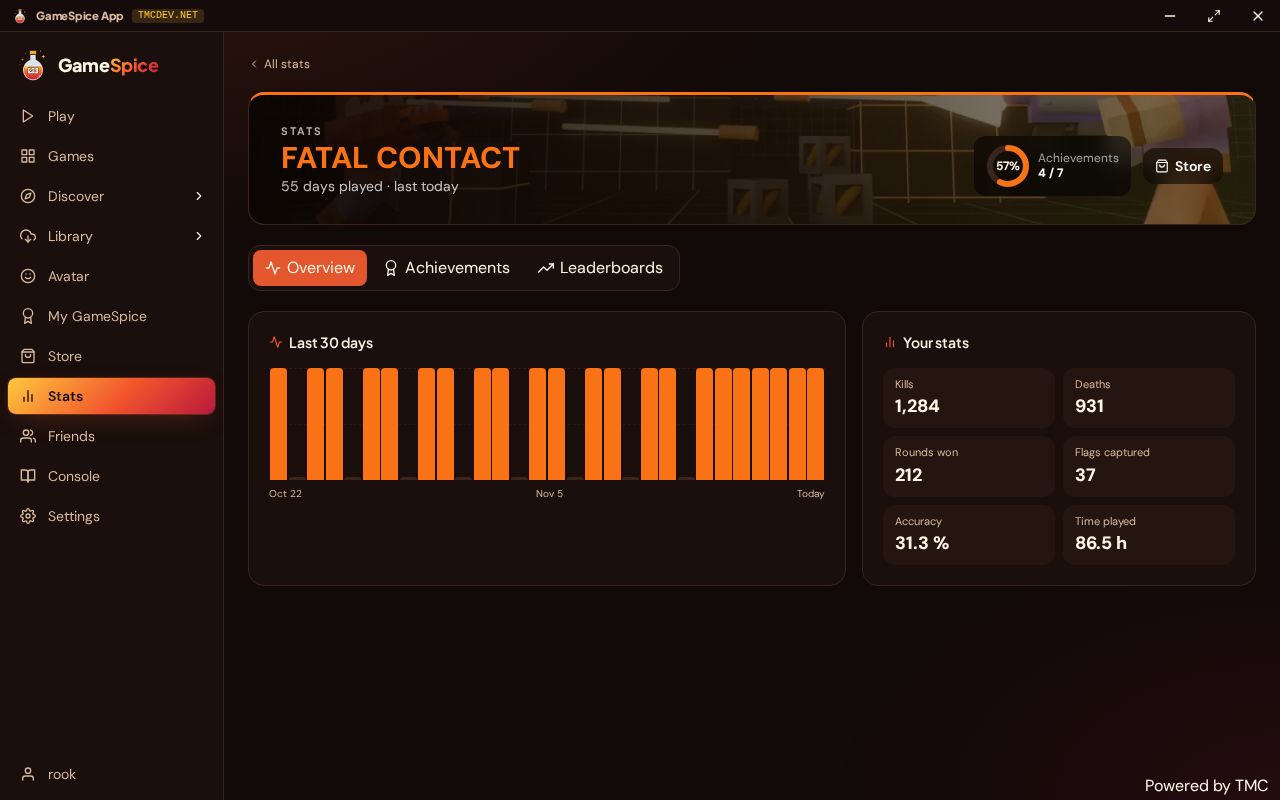 GameSpice App TMCDEV.NET
GameSpice
Play
Games
Discover
Library
Avatar
My GameSpice
Store
Stats
Friends
Console
Settings
rook
All stats
STATS
FATAL CONTACT
55 days played · last today
57%
Achievements
4 / 7
Store
Overview
Achievements
Leaderboards
Last 30 days
Oct 22
Nov 5
Today
Your stats
Kills
1,284
Deaths
931
Rounds won
212
Flags captured
37
Accuracy
31.3 %
Time played
86.5 h
Powered by TMC